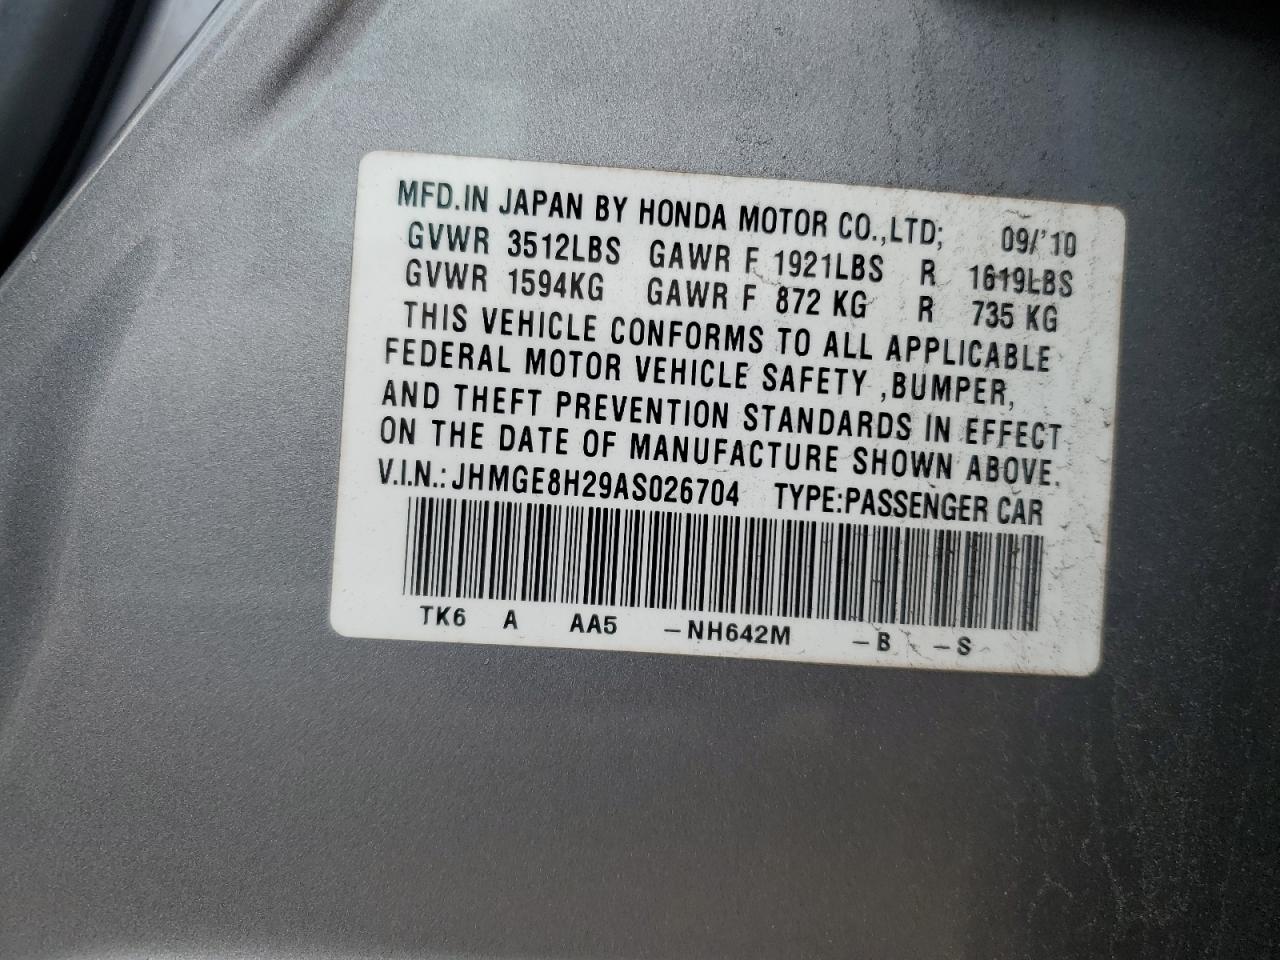 MFD.IN JAPAN BY HONDA MOTOR CO.,LTD; 09/'10
GVWR 3512LBS GAWR F 1921LBS R 1619LBS
GVWR 1594KG GAWR F 872 KG R 735 KG
THIS VEHICLE CONFORMS TO ALL APPLICABLE
FEDERAL MOTOR VEHICLE SAFETY ,BUMPER,
AND THEFT PREVENTION STANDARDS IN EFFECT
ON THE DATE OF MANUFACTURE SHOWN ABOVE.
V.I.N.: JHMGE8H29AS026704 TYPE:PASSENGER CAR
TK6 A AA5 -NH642M -B -S